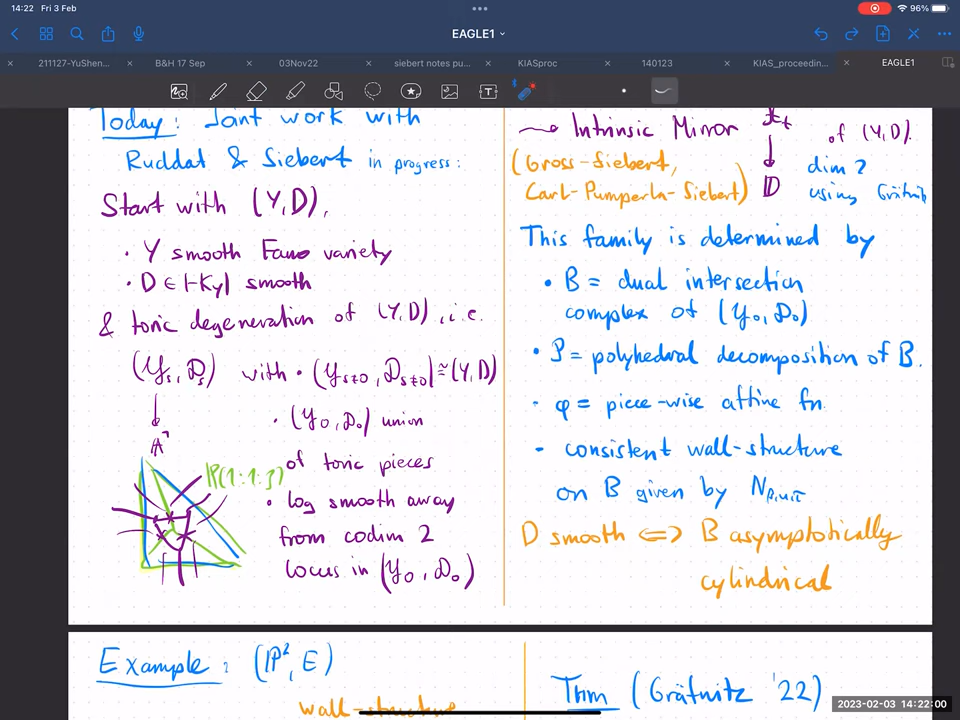 14:22 Fri 3 Feb
96%
EAGLE1
211127-YuShen...
B&H 17 Sep
03Nov22
siebert notes pu...
KIASproc
140123
KIAS_proceedin...
EAGLE1
Today: Joint work with
Ruddat & Siebert in progress:
Start with (Y,D),
· Y smooth Fano variety
· D ∈ |-K_Y| smooth
& toric degeneration of (Y,D), i.e.
(𝒴_s, 𝒟_s) with · (𝒴_{s≠0}, 𝒟_{s≠0}) ≅ (Y,D)
↓
𝔸¹
· (𝒴_0, 𝒟_0) union
of toric pieces
ℙ(1:1:3)
· log smooth away
from codim 2
locus in (𝒴_0, 𝒟_0)
Example: (ℙ², E)
wall-structure
⇝ Intrinsic Mirror 𝔛_t of (Y,D).
(Gross-Siebert,
Carl-Pumperla-Siebert)
↓
𝔻
dim 2
using Gräfnitz
This family is determined by
· B = dual intersection
complex of (𝒴_0, 𝒟_0)
· 𝒫 = polyhedral decomposition of B.
· φ = piece-wise affine fn.
- consistent wall-structure
on B given by
D smooth ⟺ B asymptotically
cylindrical
Thm (Gräfnitz '22)
2023-02-03 14:22:00